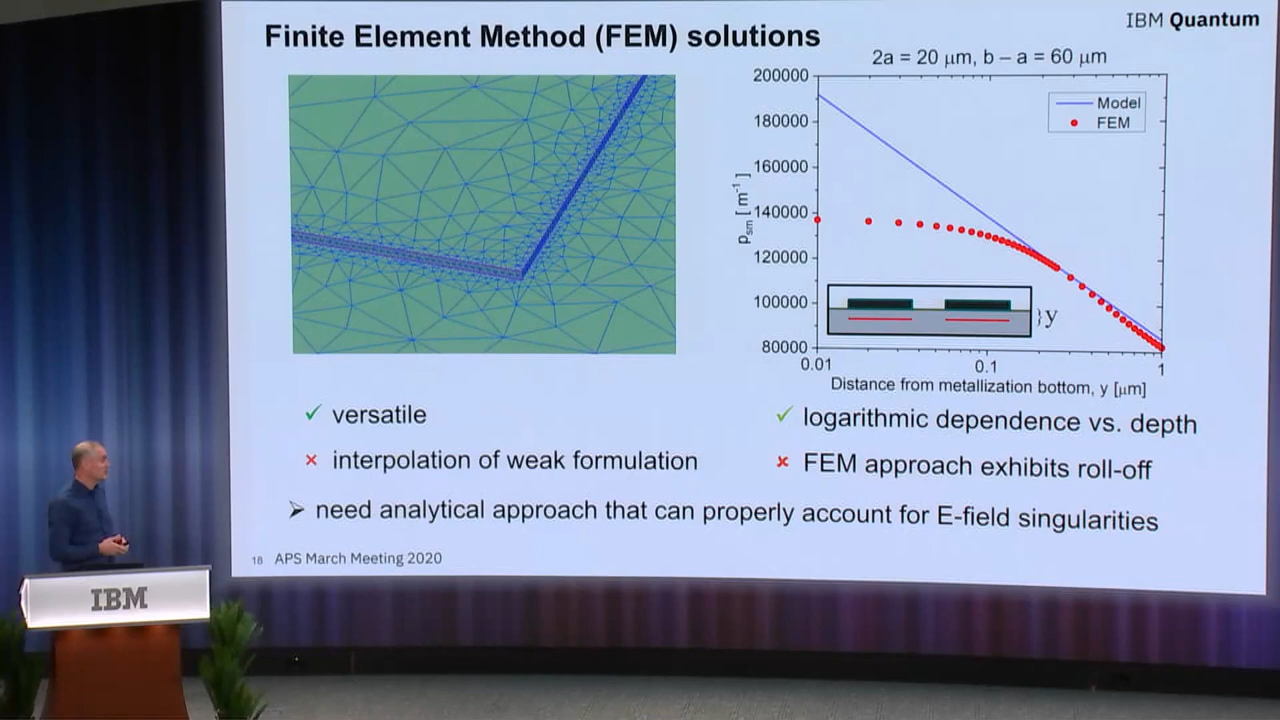 IBM Quantum
Finite Element Method (FEM) solutions
2a = 20 μm, b – a = 60 μm
200000
180000
160000
140000
120000
100000
80000
p_sm [ m⁻¹ ]
Model
FEM
}y
0.01
0.1
1
Distance from metallization bottom, y [μm]
✓ versatile
× interpolation of weak formulation
✓ logarithmic dependence vs. depth
× FEM approach exhibits roll-off
➢ need analytical approach that can properly account for E-field singularities
18 APS March Meeting 2020
IBM